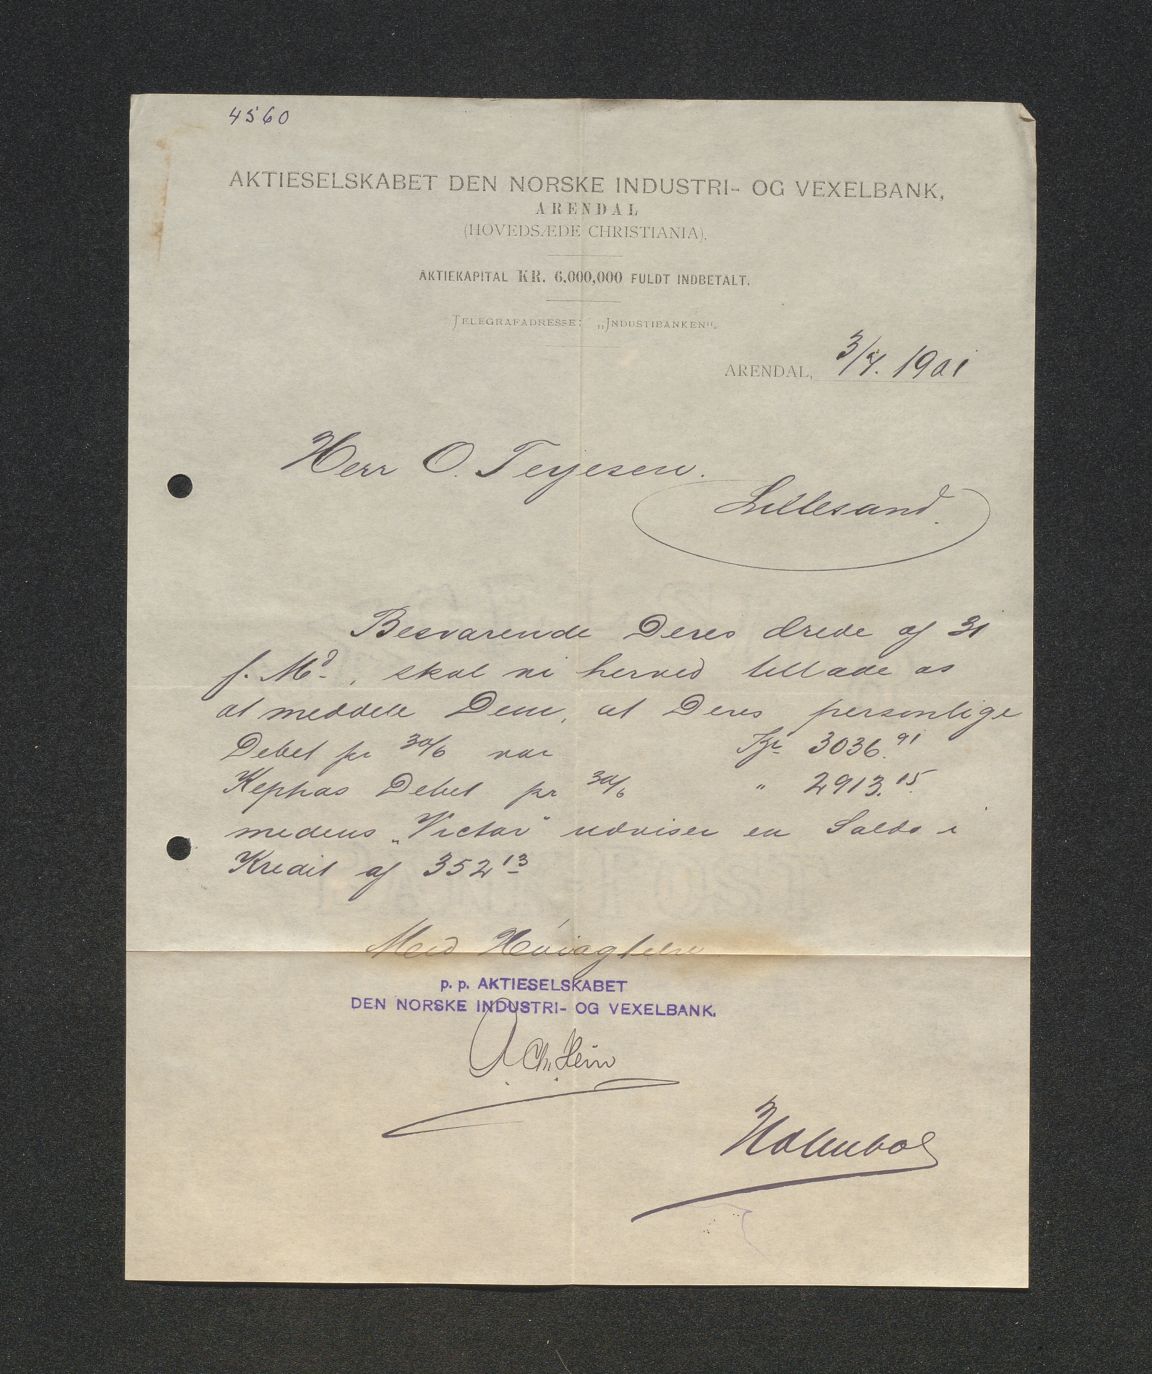 4560
AKTIESELSKABET DEN NORSKE INDUSTRI- OG VEXELBANK,
ARENDAL
(HOVEDSÆDE CHRISTIANIA).
AKTIEKAPITAL KR. 6,000,000 FULDT INDBETALT.
TELEGRAFADRESSE: „INDUSTIBANKEN".
ARENDAL, 3/7. 1901
Herr O. Terjesen.
Lillesand.
Besvarende Deres ærede af 31
f. Md., skal vi herved tillade os
at meddele Dem, at Deres personlige
Debet pr 30/6 var Kr 3036.91
Kephas Debet pr 30/6 " 2913.15
medens „Victor" udviser en Saldo i
Kredit af 352 13
Med Høiagtelse
p. p. AKTIESELSKABET
DEN NORSKE INDUSTRI- OG VEXELBANK.